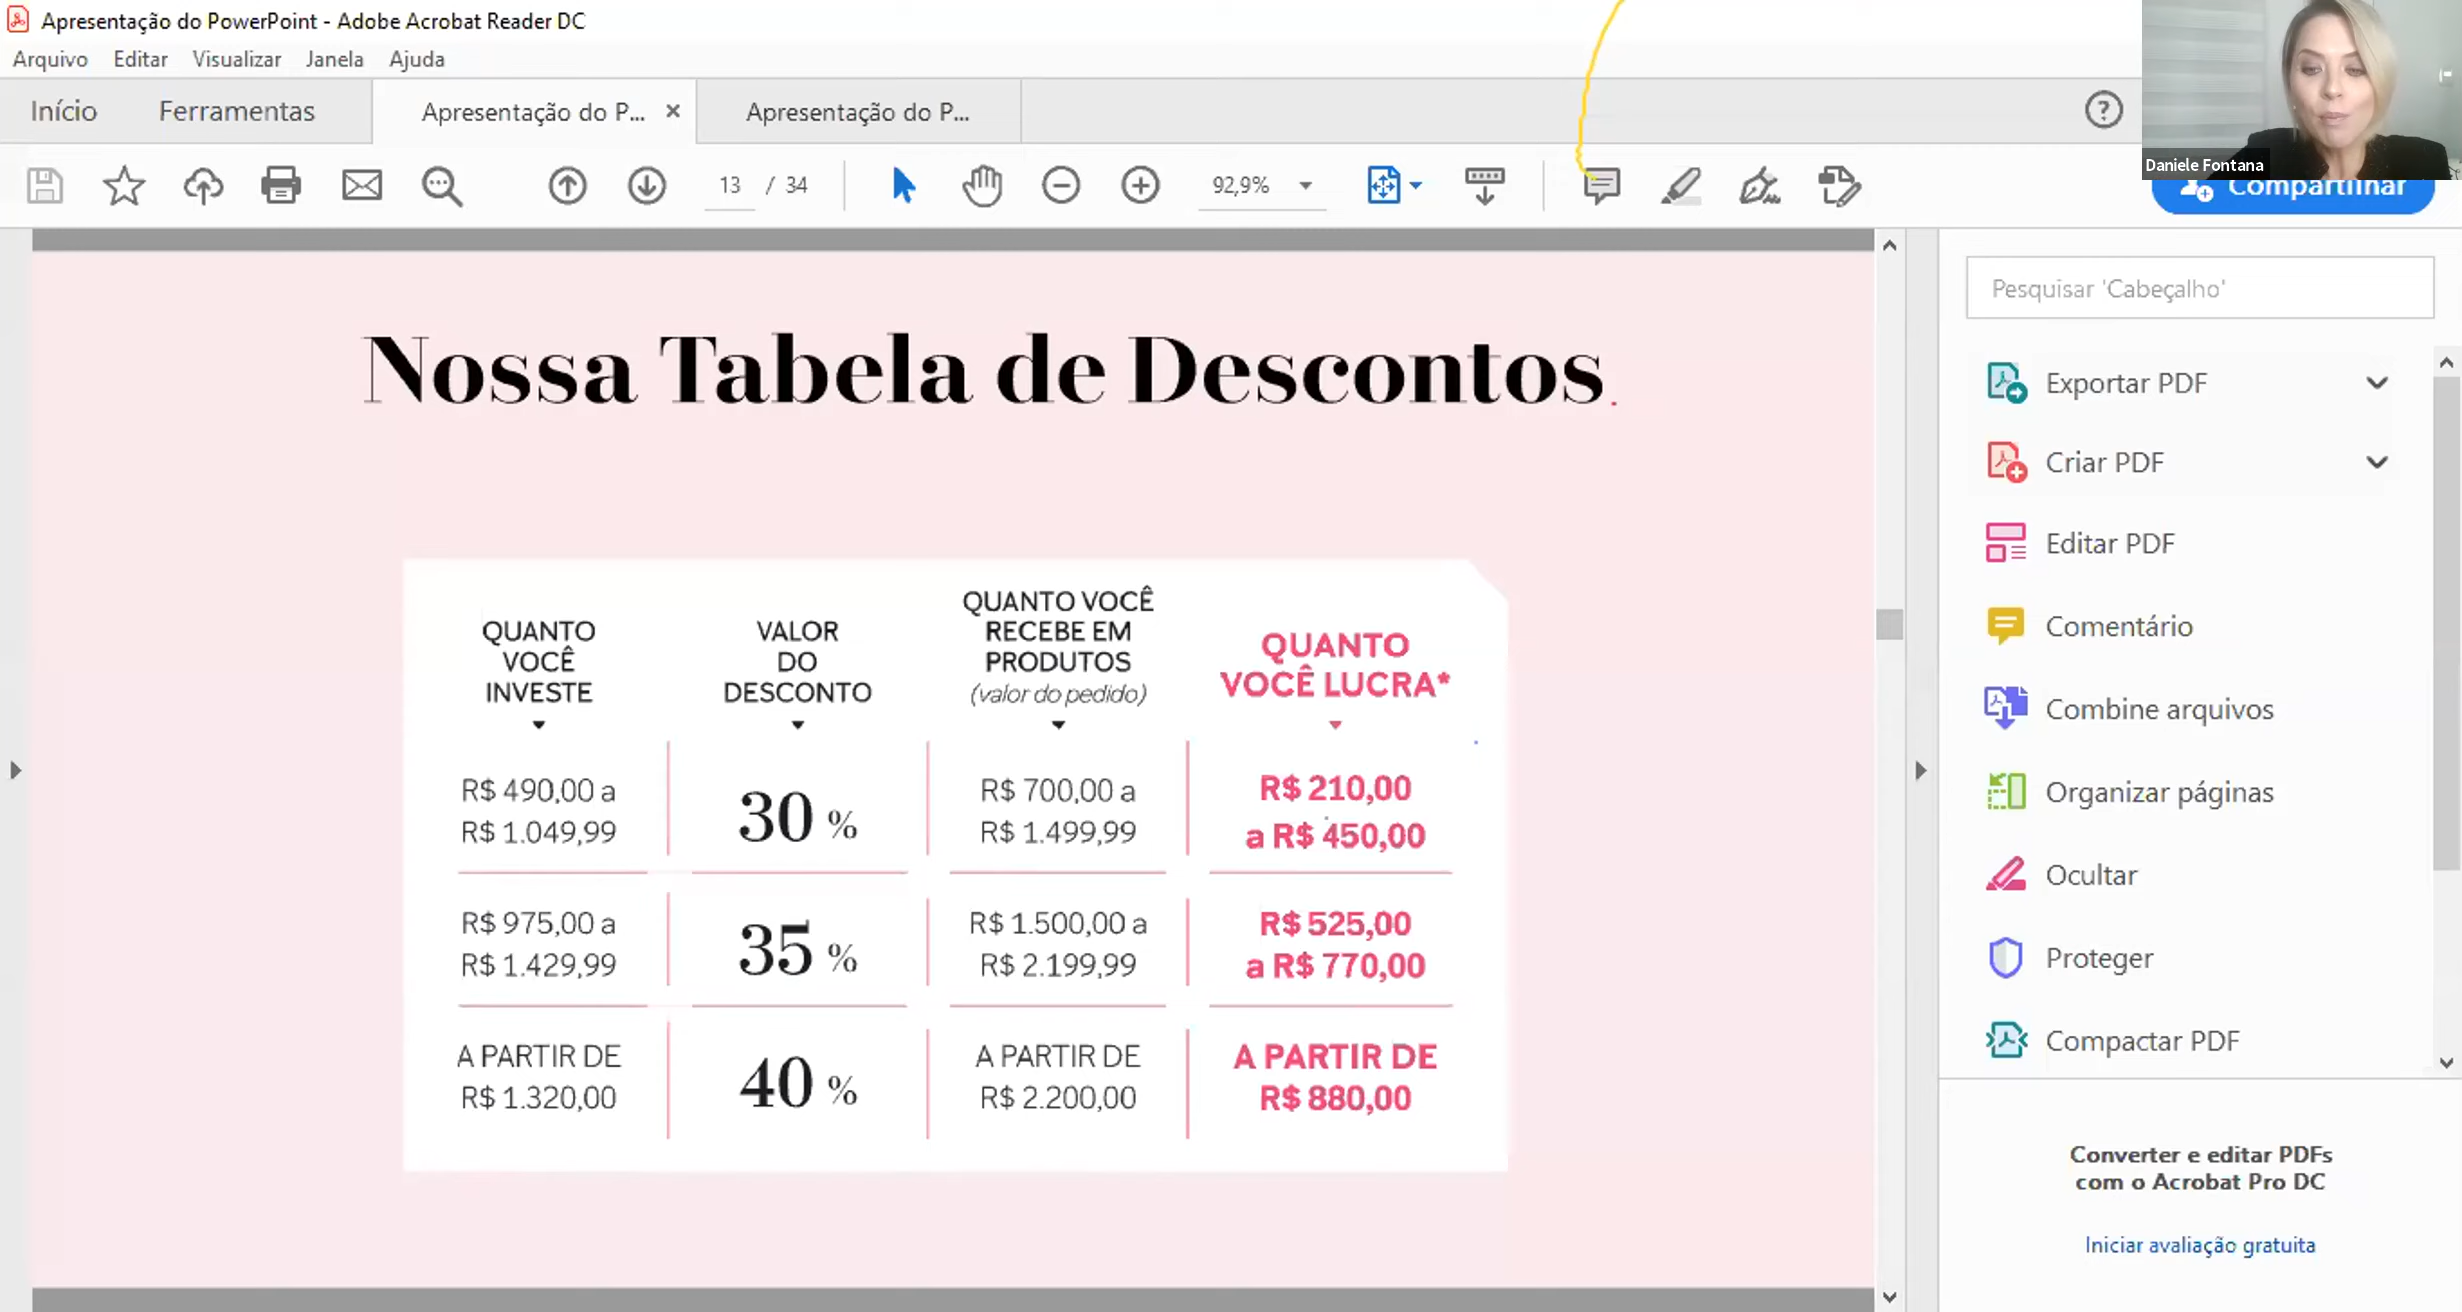 Apresentação do PowerPoint - Adobe Acrobat Reader DC
Arquivo Editar Visualizar Janela Ajuda
Início Ferramentas Apresentação do P... × Apresentação do P...
13 / 34 92,9%
Daniele Fontana
Compartilhar
Nossa Tabela de Descontos.
QUANTO
VOCÊ
INVESTE
VALOR
DO
DESCONTO
QUANTO VOCÊ
RECEBE EM
PRODUTOS
(valor do pedido)
QUANTO
VOCÊ LUCRA*
R$ 490,00 a
R$ 1.049,99
30 %
R$ 700,00 a
R$ 1.499,99
R$ 210,00
a R$ 450,00
R$ 975,00 a
R$ 1.429,99
35 %
R$ 1.500,00 a
R$ 2.199,99
R$ 525,00
a R$ 770,00
A PARTIR DE
R$ 1.320,00
40 %
A PARTIR DE
R$ 2.200,00
A PARTIR DE
R$ 880,00
Pesquisar 'Cabeçalho'
Exportar PDF
Criar PDF
Editar PDF
Comentário
Combine arquivos
Organizar páginas
Ocultar
Proteger
Compactar PDF
Converter e editar PDFs
com o Acrobat Pro DC
Iniciar avaliação gratuita